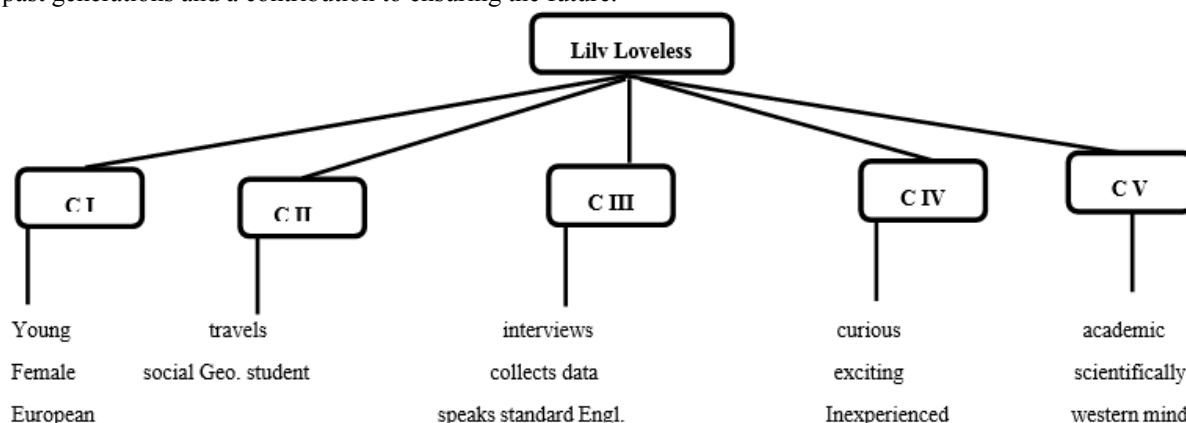 past generations and a contribution to ensuring the future.
Lily Loveless
C I C II C III C IV C V
Young travels interviews curious academic
Female social Geo. student collects data exciting scientifically
European speaks standard Engl. Inexperienced western mind